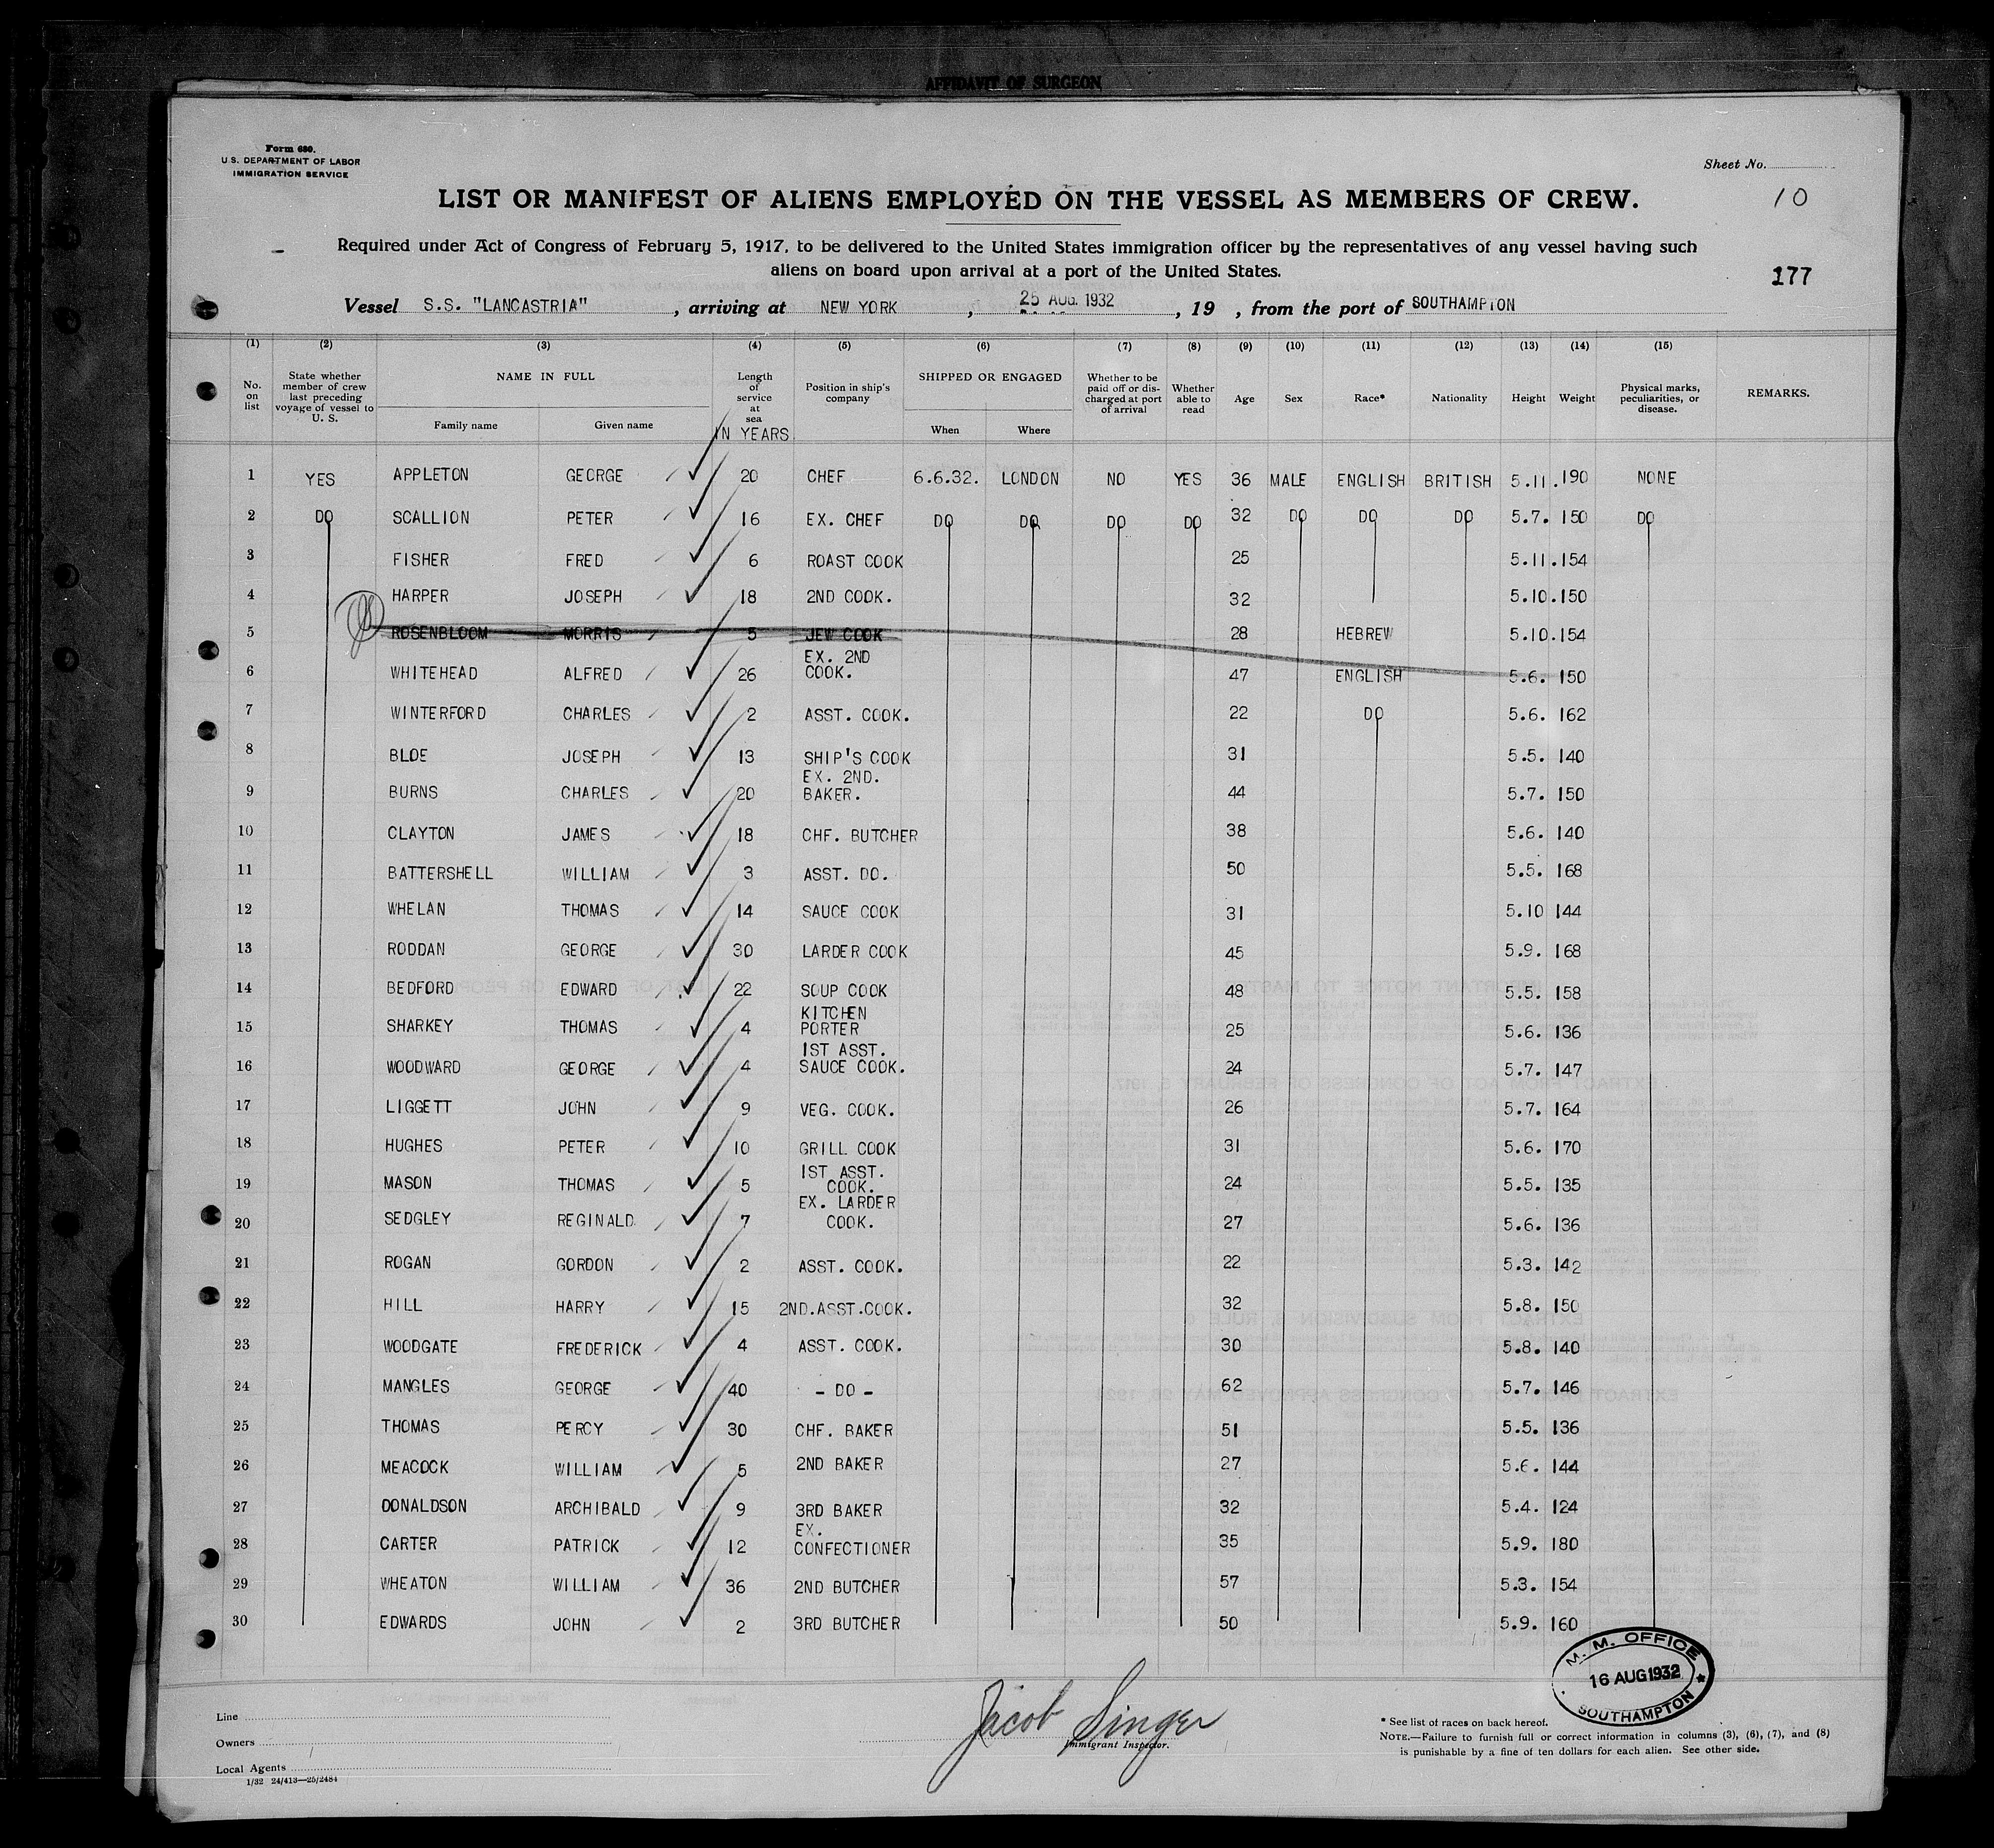 AFFIDAVIT OF SURGEON
Form 680.
U.S. DEPARTMENT OF LABOR
IMMIGRATION SERVICE
Sheet No.
10
LIST OR MANIFEST OF ALIENS EMPLOYED ON THE VESSEL AS MEMBERS OF CREW.
Required under Act of Congress of February 5, 1917, to be delivered to the United States immigration officer by the representatives of any vessel having such
aliens on board upon arrival at a port of the United States.
177
Vessel S.S. "LANCASTRIA", arriving at NEW YORK, 25 AUG. 1932, 19 , from the port of SOUTHAMPTON
(1) (2) (3) (4) (5) (6) (7) (8) (9) (10) (11) (12) (13) (14) (15)
No. on list
State whether member of crew last preceding voyage of vessel to U. S.
NAME IN FULL
Family name Given name
Length of service at sea
IN YEARS
Position in ship's company
SHIPPED OR ENGAGED
When Where
Whether to be paid off or discharged at port of arrival
Whether able to read
Age Sex Race* Nationality Height Weight
Physical marks, peculiarities, or disease.
REMARKS.
1 YES APPLETON GEORGE 20 CHEF 6.6.32. LONDON NO YES 36 MALE ENGLISH BRITISH 5.11. 190 NONE
2 DO SCALLION PETER 16 EX. CHEF DO DO DO DO 32 DO DO DO 5.7. 150 DO
3 FISHER FRED 6 ROAST COOK 25 5.11. 154
4 HARPER JOSEPH 18 2ND COOK. 32 5.10. 150
5 ROSENBLOOM MORRIS 5 JEW COOK 28 HEBREW 5.10. 154
6 WHITEHEAD ALFRED 26 EX. 2ND COOK. 47 ENGLISH 5.6. 150
7 WINTERFORD CHARLES 2 ASST. COOK. 22 DO 5.6. 162
8 BLOE JOSEPH 13 SHIP'S COOK 31 5.5. 140
9 BURNS CHARLES 20 EX. 2ND. BAKER. 44 5.7. 150
10 CLAYTON JAMES 18 CHF. BUTCHER 38 5.6. 140
11 BATTERSHELL WILLIAM 3 ASST. DO. 50 5.5. 168
12 WHELAN THOMAS 14 SAUCE COOK 31 5.10 144
13 RODDAN GEORGE 30 LARDER COOK 45 5.9. 168
14 BEDFORD EDWARD 22 SOUP COOK 48 5.5. 158
15 SHARKEY THOMAS 4 KITCHEN PORTER 25 5.6. 136
16 WOODWARD GEORGE 4 1ST ASST. SAUCE COOK. 24 5.7. 147
17 LIGGETT JOHN 9 VEG. COOK. 26 5.7. 164
18 HUGHES PETER 10 GRILL COOK 31 5.6. 170
19 MASON THOMAS 5 1ST ASST. COOK. 24 5.5. 135
20 SEDGLEY REGINALD 7 EX. LARDER COOK. 27 5.6. 136
21 ROGAN GORDON 2 ASST. COOK. 22 5.3. 142
22 HILL HARRY 15 2ND.ASST.COOK. 32 5.8. 150
23 WOODGATE FREDERICK 4 ASST. COOK. 30 5.8. 140
24 MANGLES GEORGE 40 - DO - 62 5.7. 146
25 THOMAS PERCY 30 CHF. BAKER 51 5.5. 136
26 MEACOCK WILLIAM 5 2ND BAKER 27 5.6. 144
27 DONALDSON ARCHIBALD 9 3RD BAKER 32 5.4. 124
28 CARTER PATRICK 12 EX. CONFECTIONER 35 5.9. 180
29 WHEATON WILLIAM 36 2ND BUTCHER 57 5.3. 154
30 EDWARDS JOHN 2 3RD BUTCHER 50 5.9. 160
M. M. OFFICE
16 AUG 1932
SOUTHAMPTON
Line
Owners
Local Agents
1/32 24/413—25/2484
Jacob Singer
Immigrant Inspector.
* See list of races on back hereof.
NOTE.—Failure to furnish full or correct information in columns (3), (6), (7), and (8)
is punishable by a fine of ten dollars for each alien. See other side.